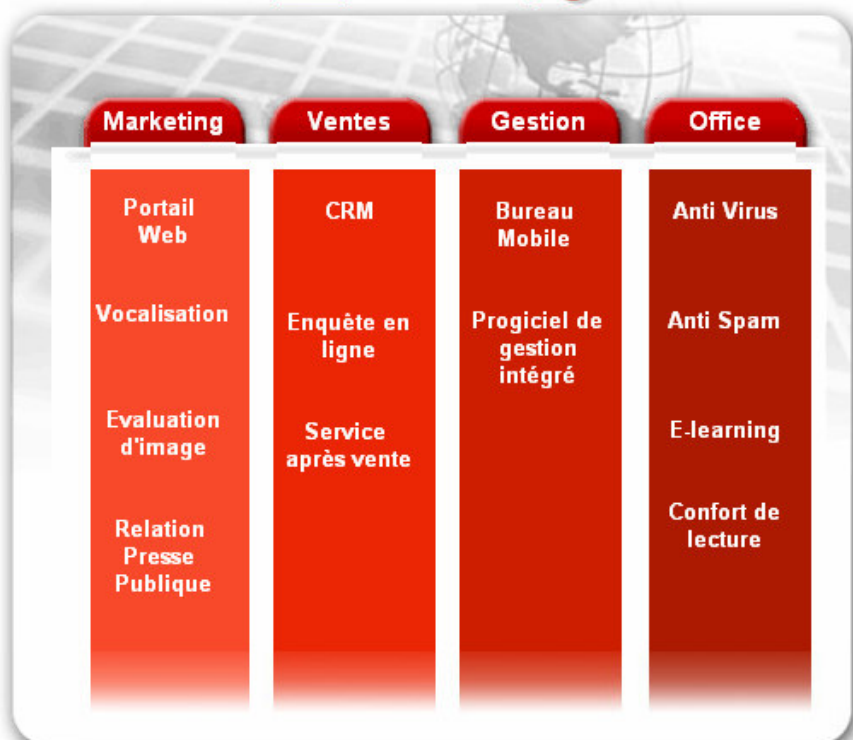 Marketing
Ventes
Gestion
Office
Portail
Web
Vocalisation
Evaluation
d'image
Relation
Presse
Publique
CRM
Enquête en
ligne
Service
après vente
Bureau
Mobile
Progiciel de
gestion
intégré
Anti Virus
Anti Spam
E-learning
Confort de
lecture